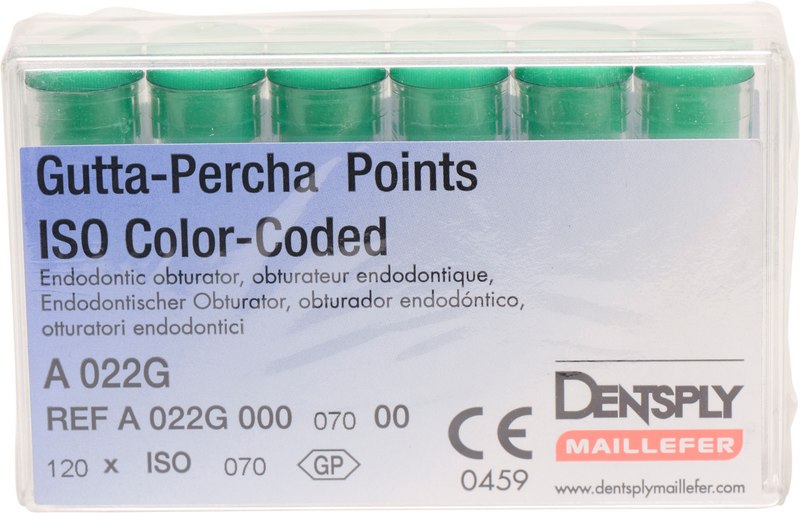 Gutta-Percha Points
ISO Color-Coded
Endodontic obturator, obturateur endodontique,
Endodontischer Obturator, obturador endodóntico,
otturatori endodontici
A 022G
REF A 022G 000 070 00
120 x ISO 070 GP
CE
0459
DENTSPLY
MAILLEFER
www.dentsplymaillefer.com